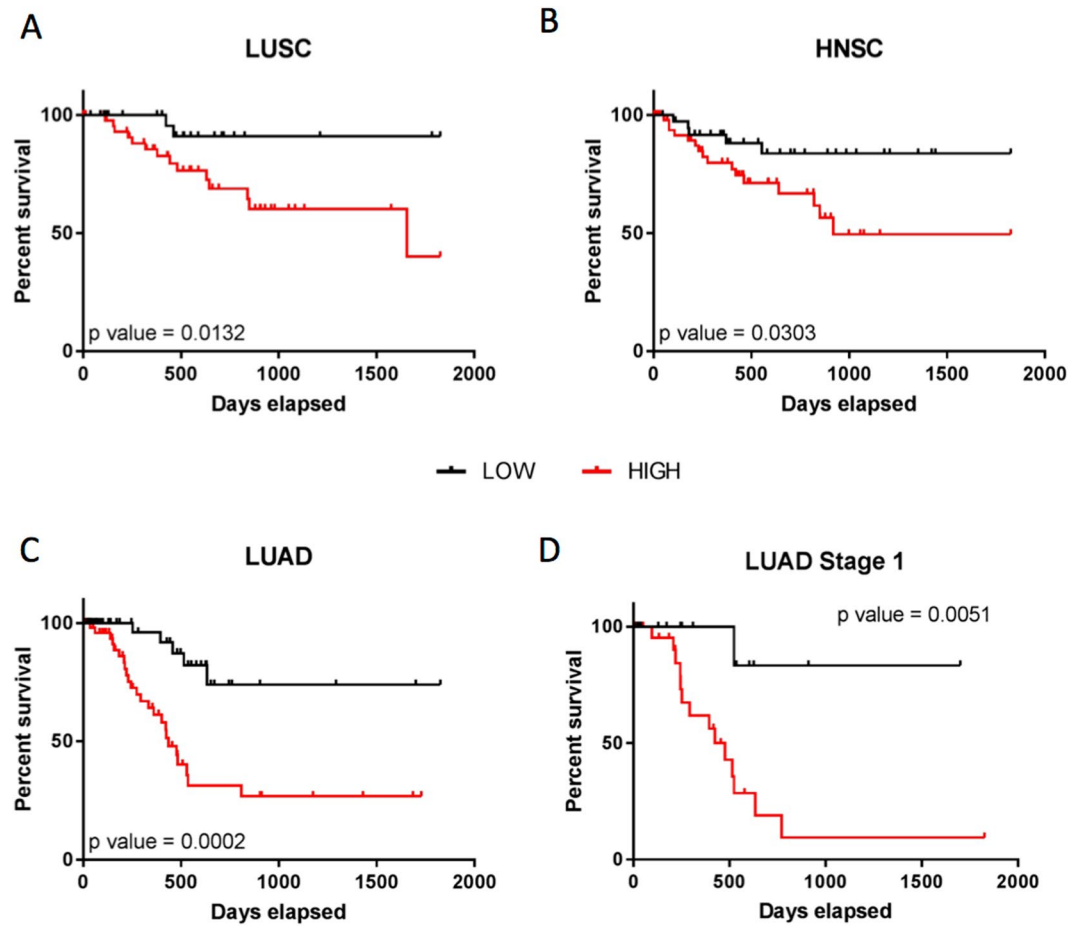 A
LUSC
100
50
0
Percent survival
p value = 0.0132
0 500 1000 1500 2000
Days elapsed
B
HNSC
100
50
0
Percent survival
p value = 0.0303
0 500 1000 1500 2000
Days elapsed
LOW HIGH
C
LUAD
100
50
0
Percent survival
p value = 0.0002
0 500 1000 1500 2000
Days elapsed
D
LUAD Stage 1
p value = 0.0051
100
50
0
Percent survival
0 500 1000 1500 2000
Days elapsed